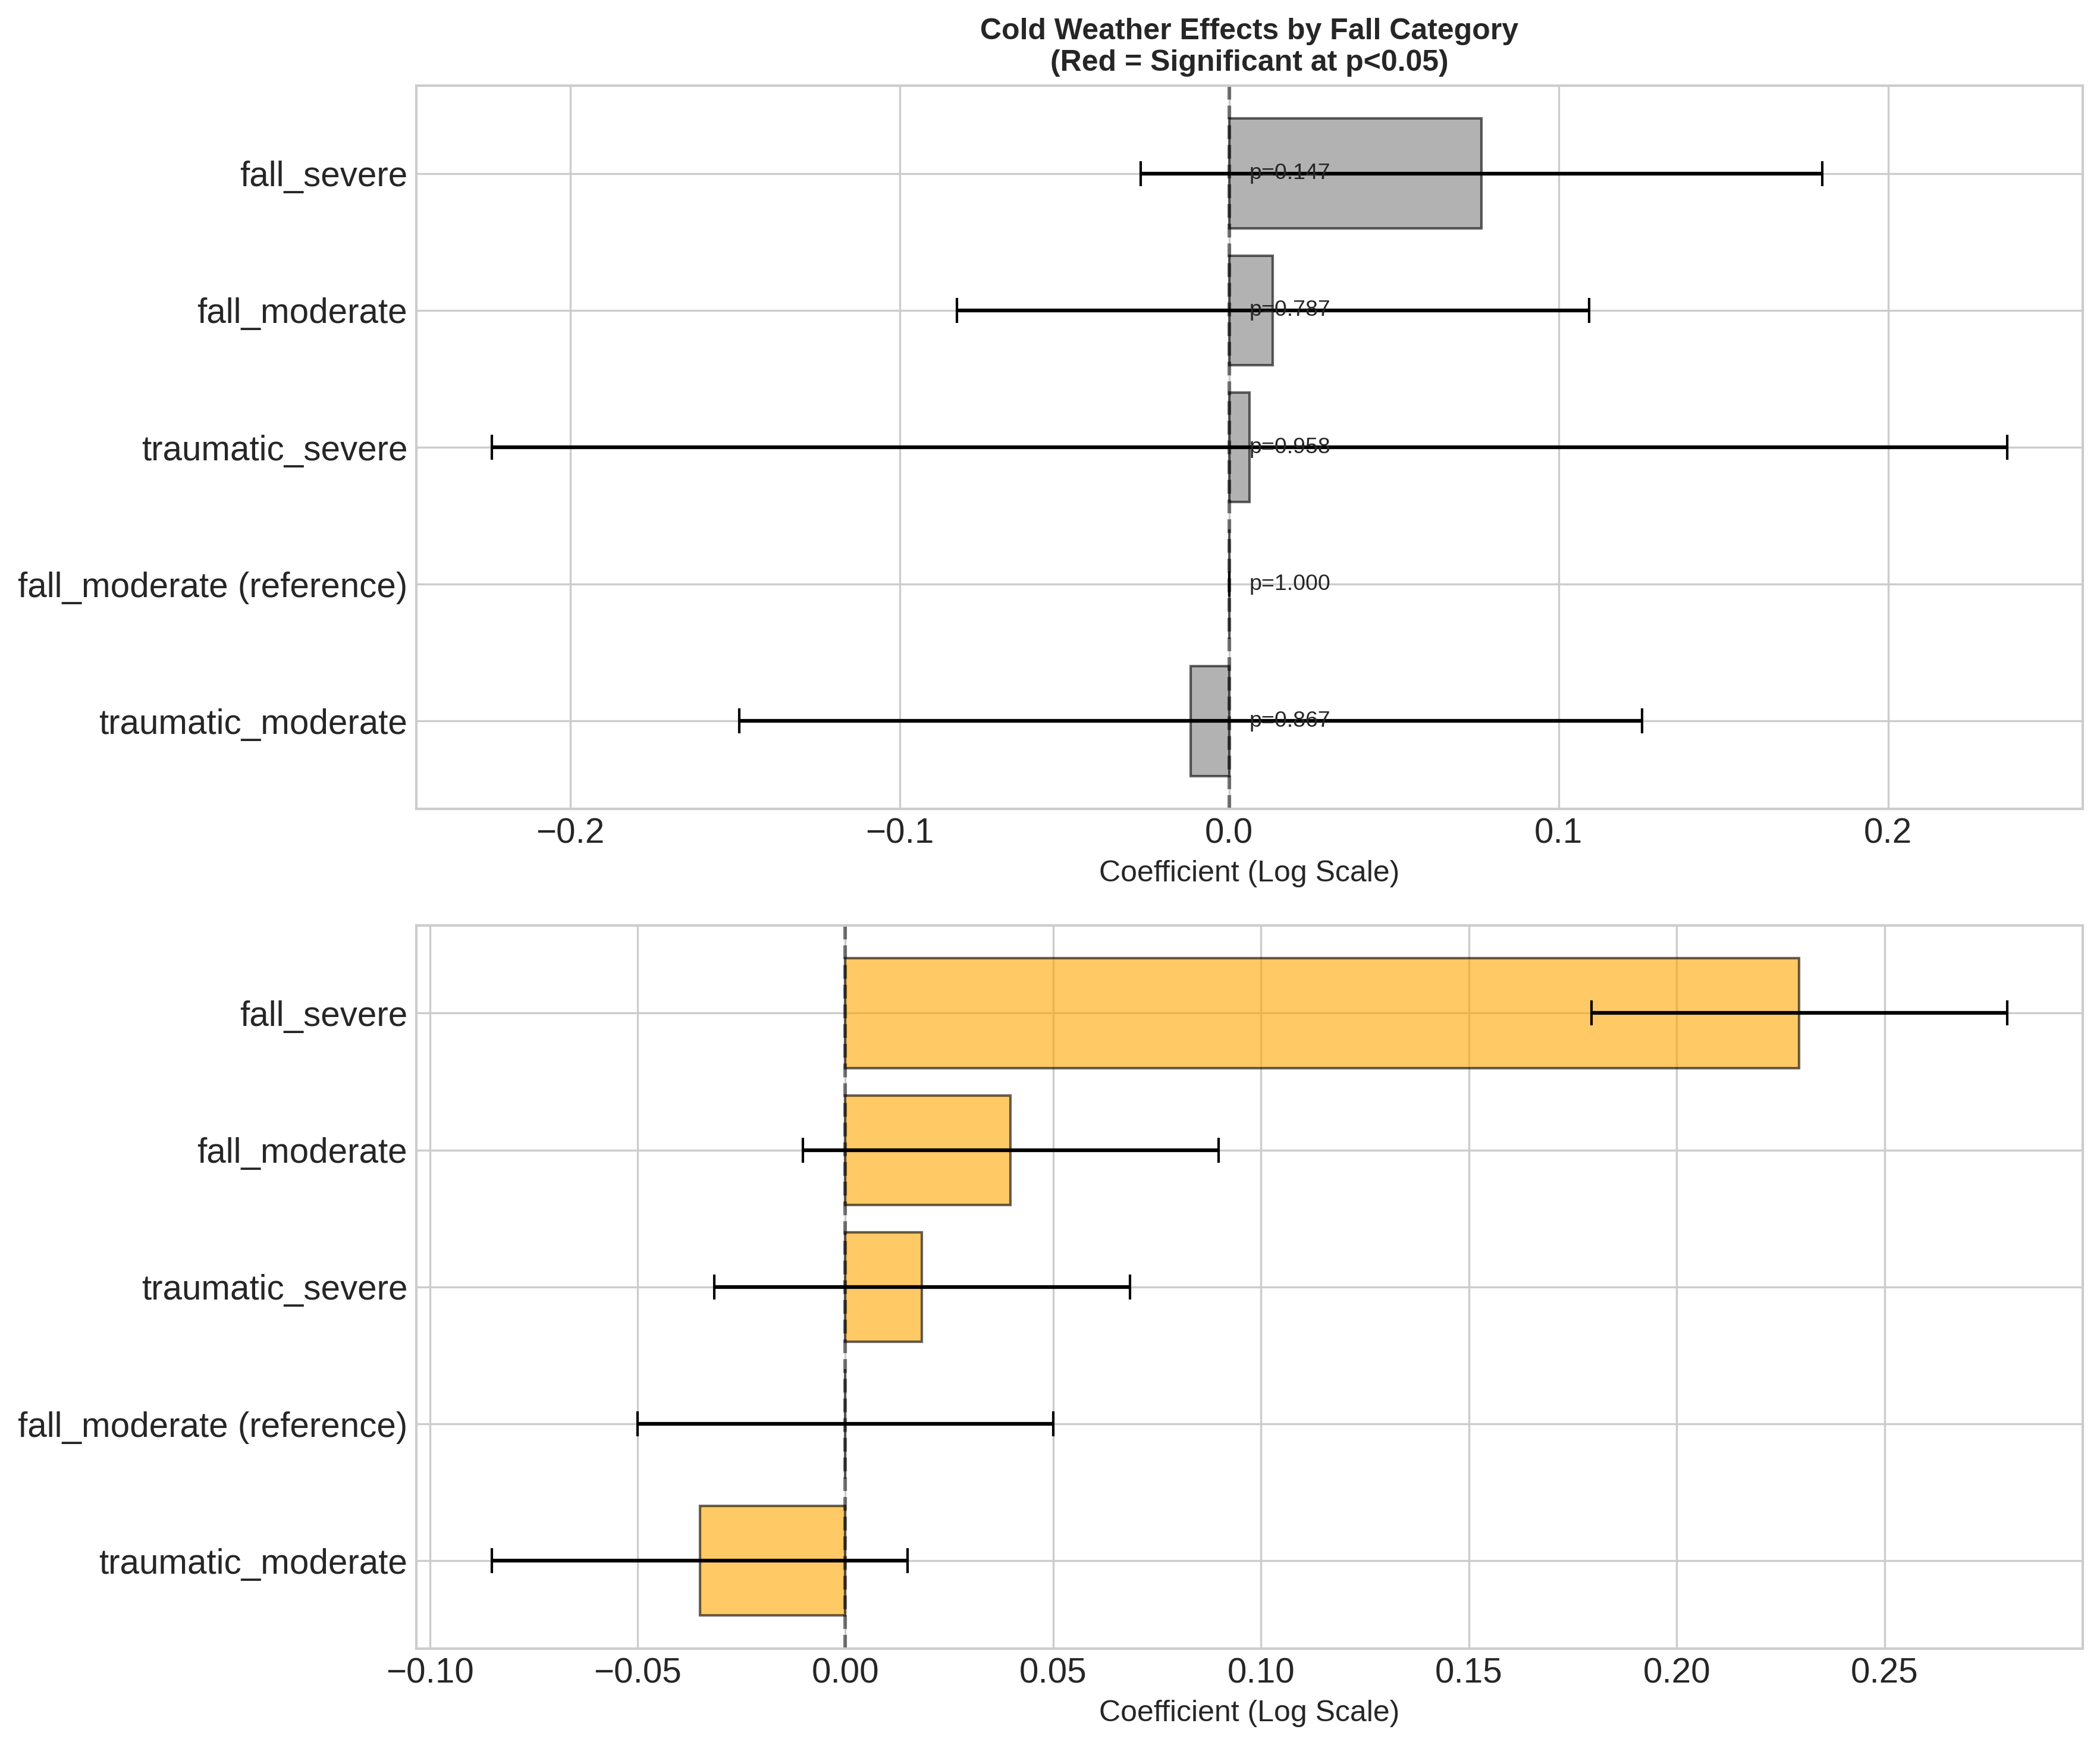 Cold Weather Effects by Fall Category
(Red = Significant at p<0.05)
fall_severe
p=0.147
fall_moderate
p=0.787
traumatic_severe
p=0.958
fall_moderate (reference)
p=1.000
traumatic_moderate
p=0.867
−0.2 −0.1 0.0 0.1 0.2
Coefficient (Log Scale)
fall_severe
fall_moderate
traumatic_severe
fall_moderate (reference)
traumatic_moderate
−0.10 −0.05 0.00 0.05 0.10 0.15 0.20 0.25
Coefficient (Log Scale)